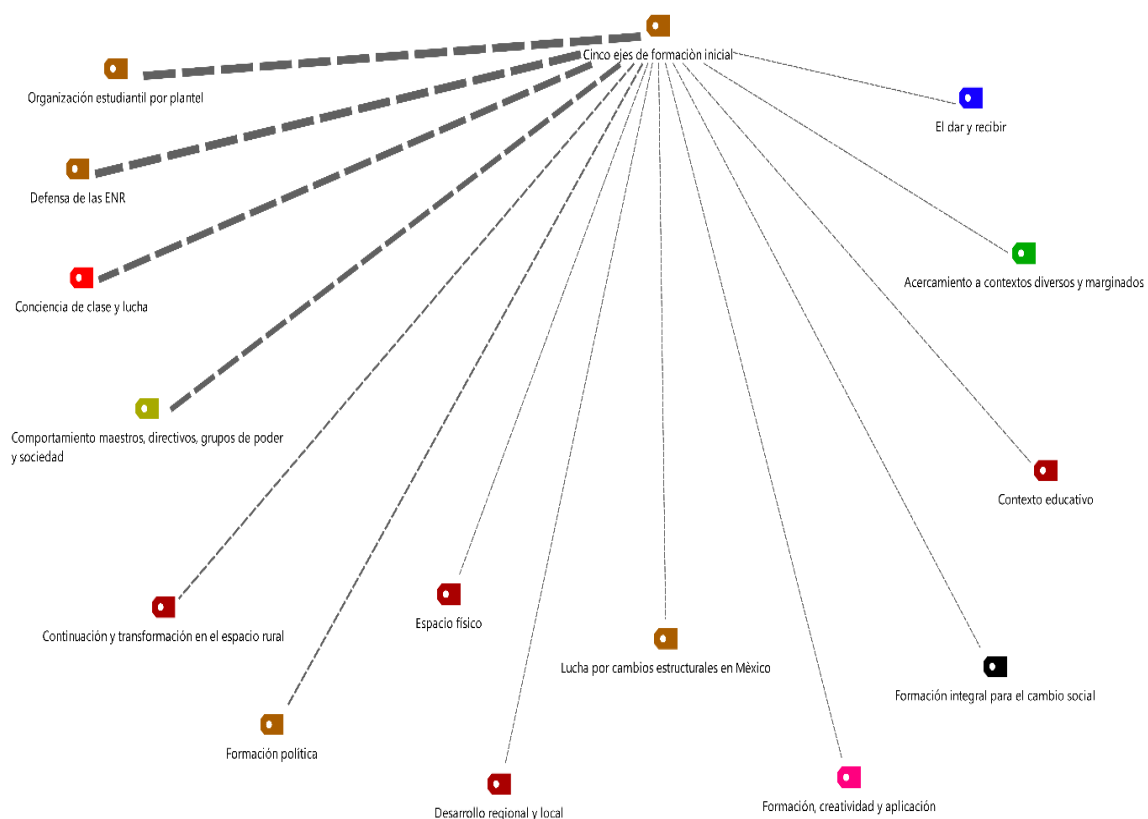 Cinco ejes de formaciòn inicial
Organización estudiantil por plantel
El dar y recibir
Defensa de las ENR
Acercamiento a contextos diversos y marginados
Conciencia de clase y lucha
Comportamiento maestros, directivos, grupos de poder
y sociedad
Contexto educativo
Espacio físico
Continuación y transformación en el espacio rural
Lucha por cambios estructurales en Mèxico
Formación integral para el cambio social
Formación política
Formación, creatividad y aplicación
Desarrollo regional y local